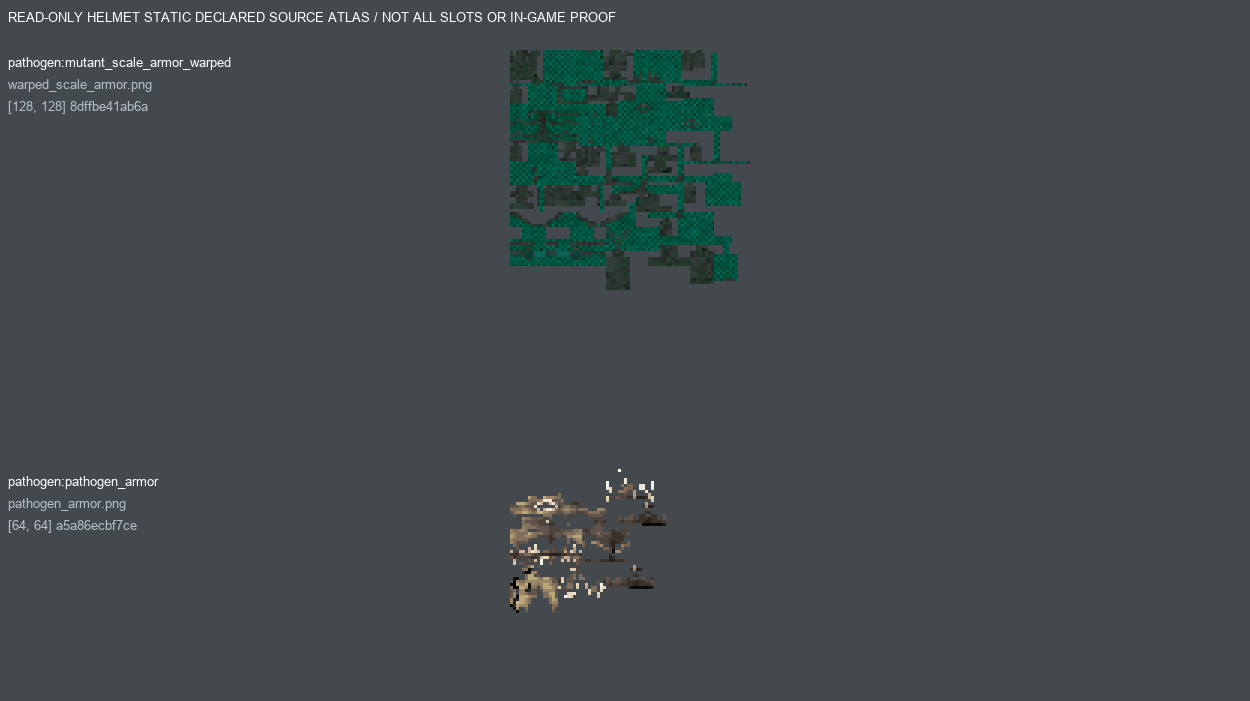 READ-ONLY HELMET STATIC DECLARED SOURCE ATLAS / NOT ALL SLOTS OR IN-GAME PROOF
pathogen:mutant_scale_armor_warped
warped_scale_armor.png
[128, 128] 8dffbe41ab6a
pathogen:pathogen_armor
pathogen_armor.png
[64, 64] a5a86ecbf7ce